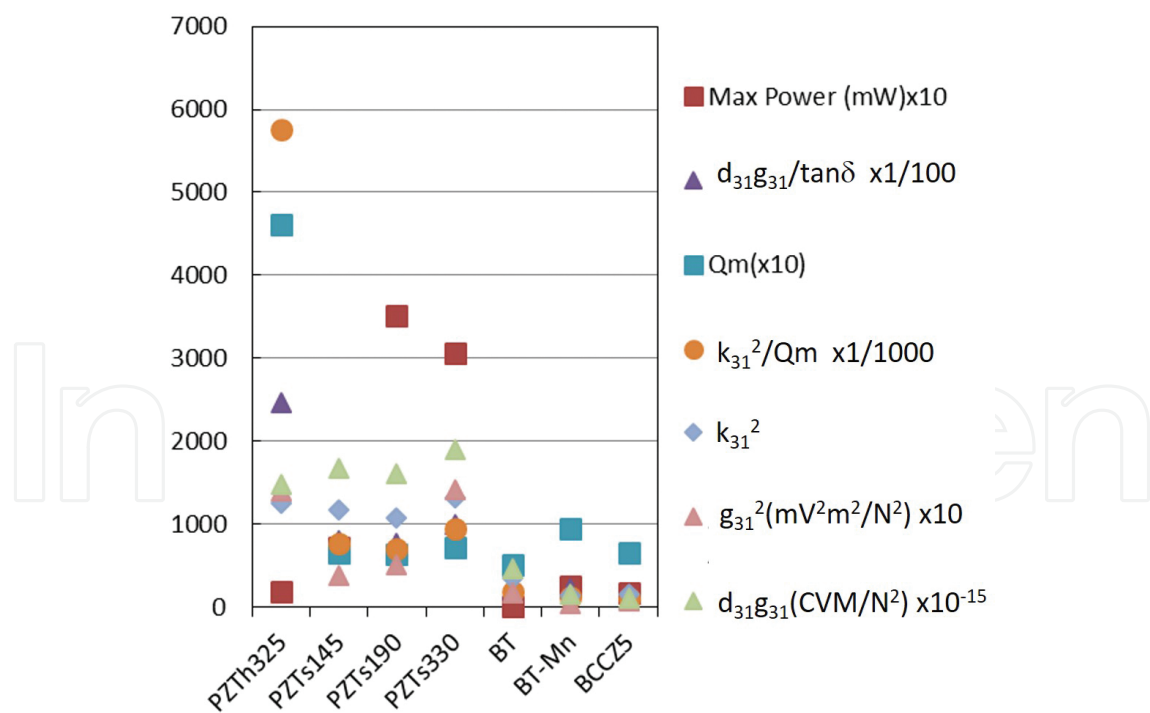 7000
6000
5000
4000
3000
2000
1000
0
PZTh325
PZTs145
PZTs190
PZTs330
BT
BT-Mn
BCCZ5
Max Power (mW)x10
d₃₁g₃₁/tanδ x1/100
Qm(x10)
k₃₁²/Qm x1/1000
k₃₁²
g₃₁²(mV²m²/N²) x10
d₃₁g₃₁(CVM/N²) x10⁻¹⁵
In
en